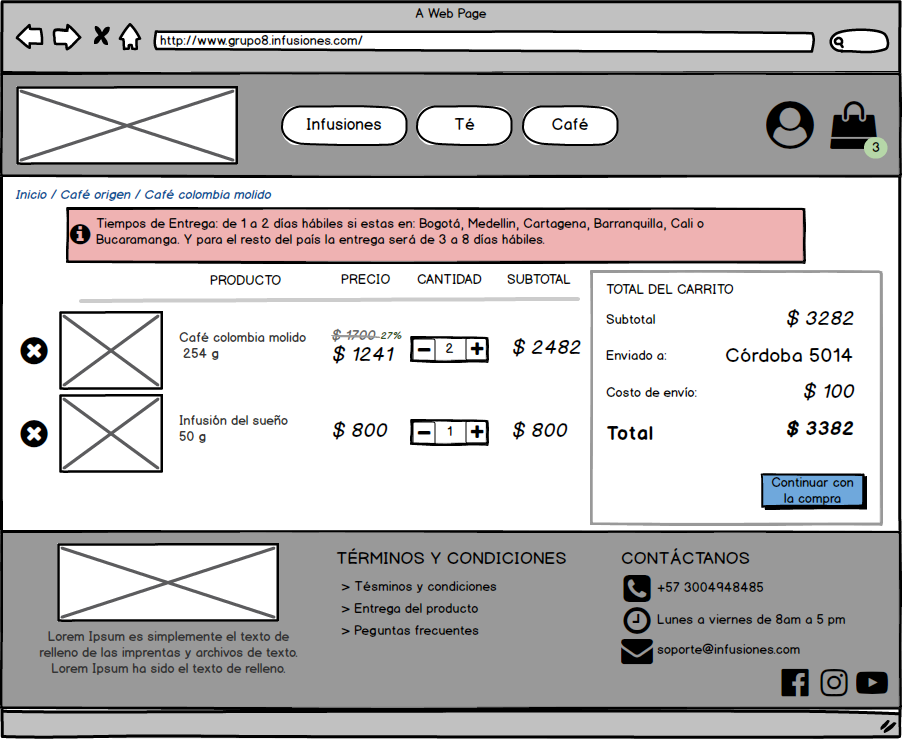 A Web Page
http://www.grupo8.infusiones.com/
Infusiones
Té
Café
3
Inicio / Café origen / Café colombia molido
Tiempos de Entrega: de 1 a 2 días hábiles si estas en: Bogotá, Medellin, Cartagena, Barranquilla, Cali o
Bucaramanga. Y para el resto del país la entrega será de 3 a 8 días hábiles.
PRODUCTO PRECIO CANTIDAD SUBTOTAL
Café colombia molido
254 g
$ 1700 27%
$ 1241
2
$ 2482
Infusión del sueño
50 g
$ 800
1
$ 800
TOTAL DEL CARRITO
Subtotal $ 3282
Enviado a: Córdoba 5014
Costo de envío: $ 100
Total $ 3382
Continuar con
la compra
Lorem Ipsum es simplemente el texto de
relleno de las imprentas y archivos de texto.
Lorem Ipsum ha sido el texto de relleno.
TÉRMINOS Y CONDICIONES
> Tésminos y condiciones
> Entrega del producto
> Peguntas frecuentes
CONTÁCTANOS
+57 3004948485
Lunes a viernes de 8am a 5 pm
soporte@infusiones.com